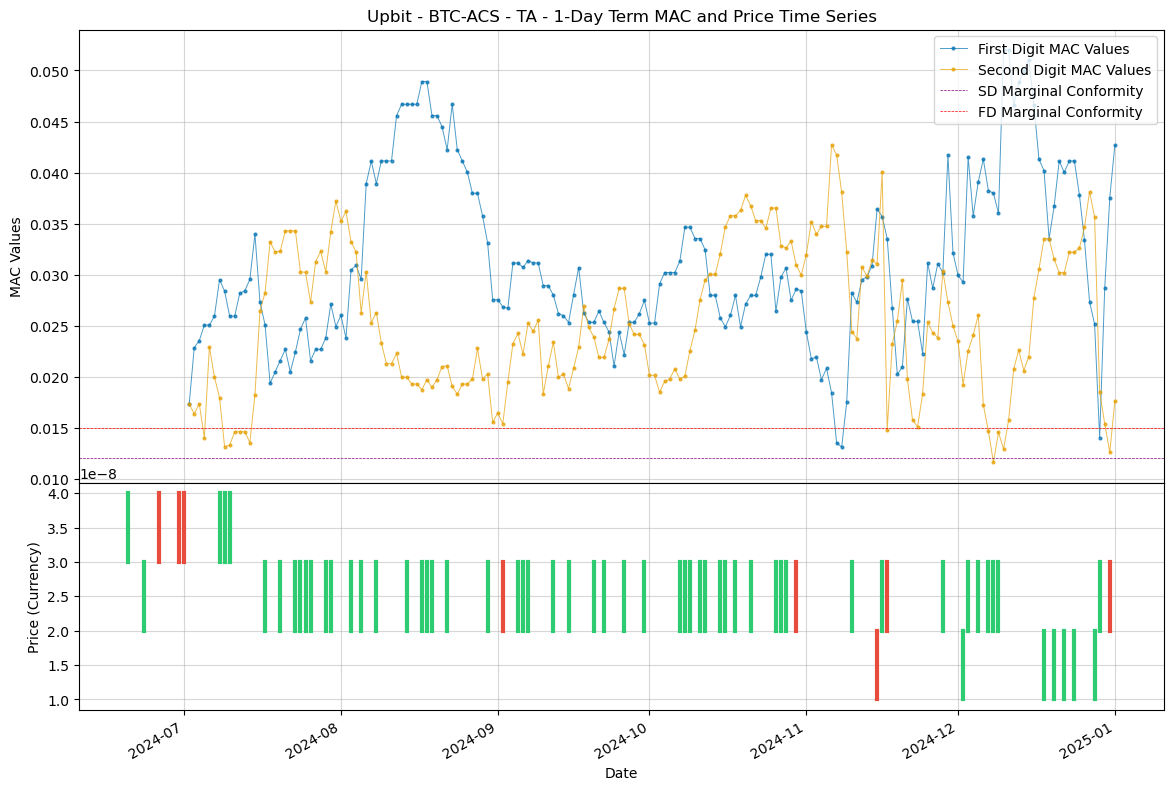 Upbit - BTC-ACS - TA - 1-Day Term MAC and Price Time Series
First Digit MAC Values
Second Digit MAC Values
SD Marginal Conformity
FD Marginal Conformity
MAC Values
0.050
0.045
0.040
0.035
0.030
0.025
0.020
0.015
0.010
1e−8
Price (Currency)
4.0
3.5
3.0
2.5
2.0
1.5
1.0
2024-07
2024-08
2024-09
2024-10
2024-11
2024-12
2025-01
Date